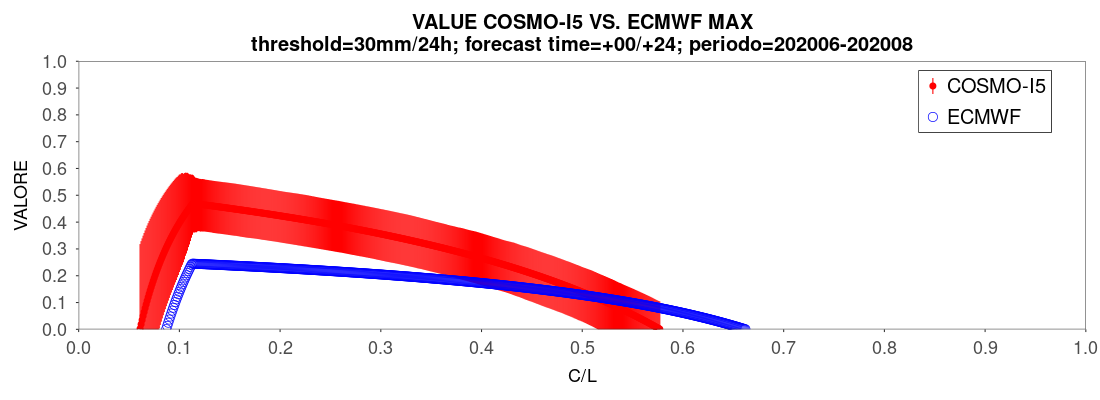 VALUE COSMO-I5 VS. ECMWF MAX
threshold=30mm/24h; forecast time=+00/+24; periodo=202006-202008
1.0
0.9
0.8
0.7
0.6
0.5
0.4
0.3
0.2
0.1
0.0
VALORE
COSMO-I5
ECMWF
0.0 0.1 0.2 0.3 0.4 0.5 0.6 0.7 0.8 0.9 1.0
C/L